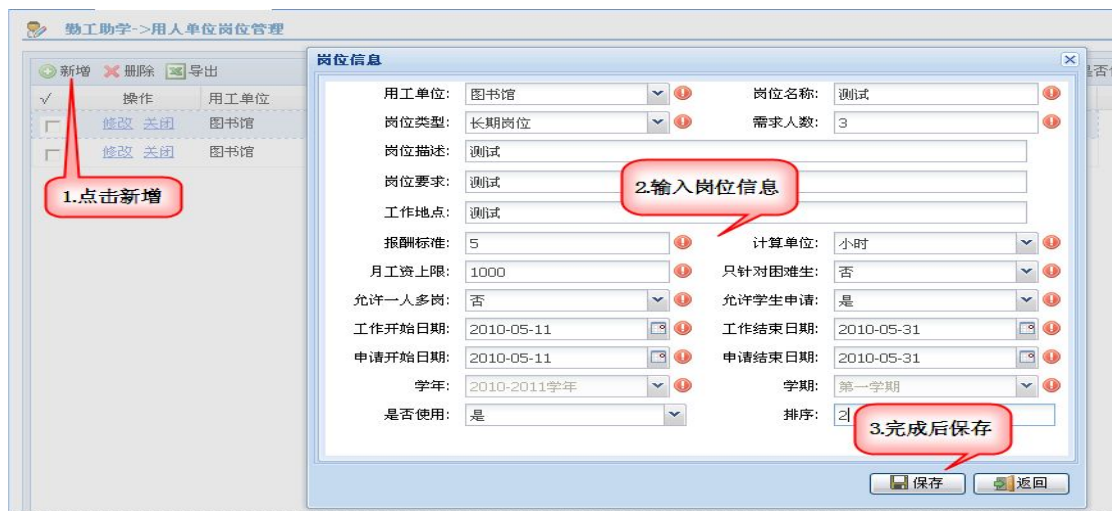 勤工助学->用人单位岗位管理
新增 删除 导出
岗位信息
√ 操作 用工单位
修改 关闭 图书馆
修改 关闭 图书馆
1.点击新增
用工单位: 图书馆 岗位名称: 测试
岗位类型: 长期岗位 需求人数: 3
岗位描述: 测试
岗位要求: 测试
2.输入岗位信息
工作地点: 测试
报酬标准: 5 计算单位: 小时
月工资上限: 1000 只针对困难生: 否
允许一人多岗: 否 允许学生申请: 是
工作开始日期: 2010-05-11 工作结束日期: 2010-05-31
申请开始日期: 2010-05-11 申请结束日期: 2010-05-31
学年: 2010-2011学年 学期: 第一学期
是否使用: 是 排序: 2
3.完成后保存
保存 返回